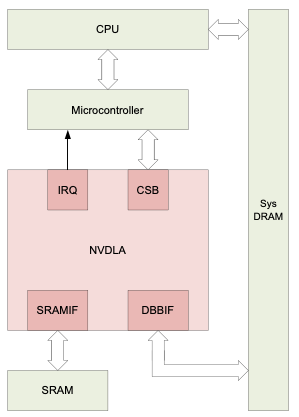 CPU
Microcontroller
IRQ
CSB
Sys
DRAM
NVDLA
SRAMIF
DBBIF
SRAM